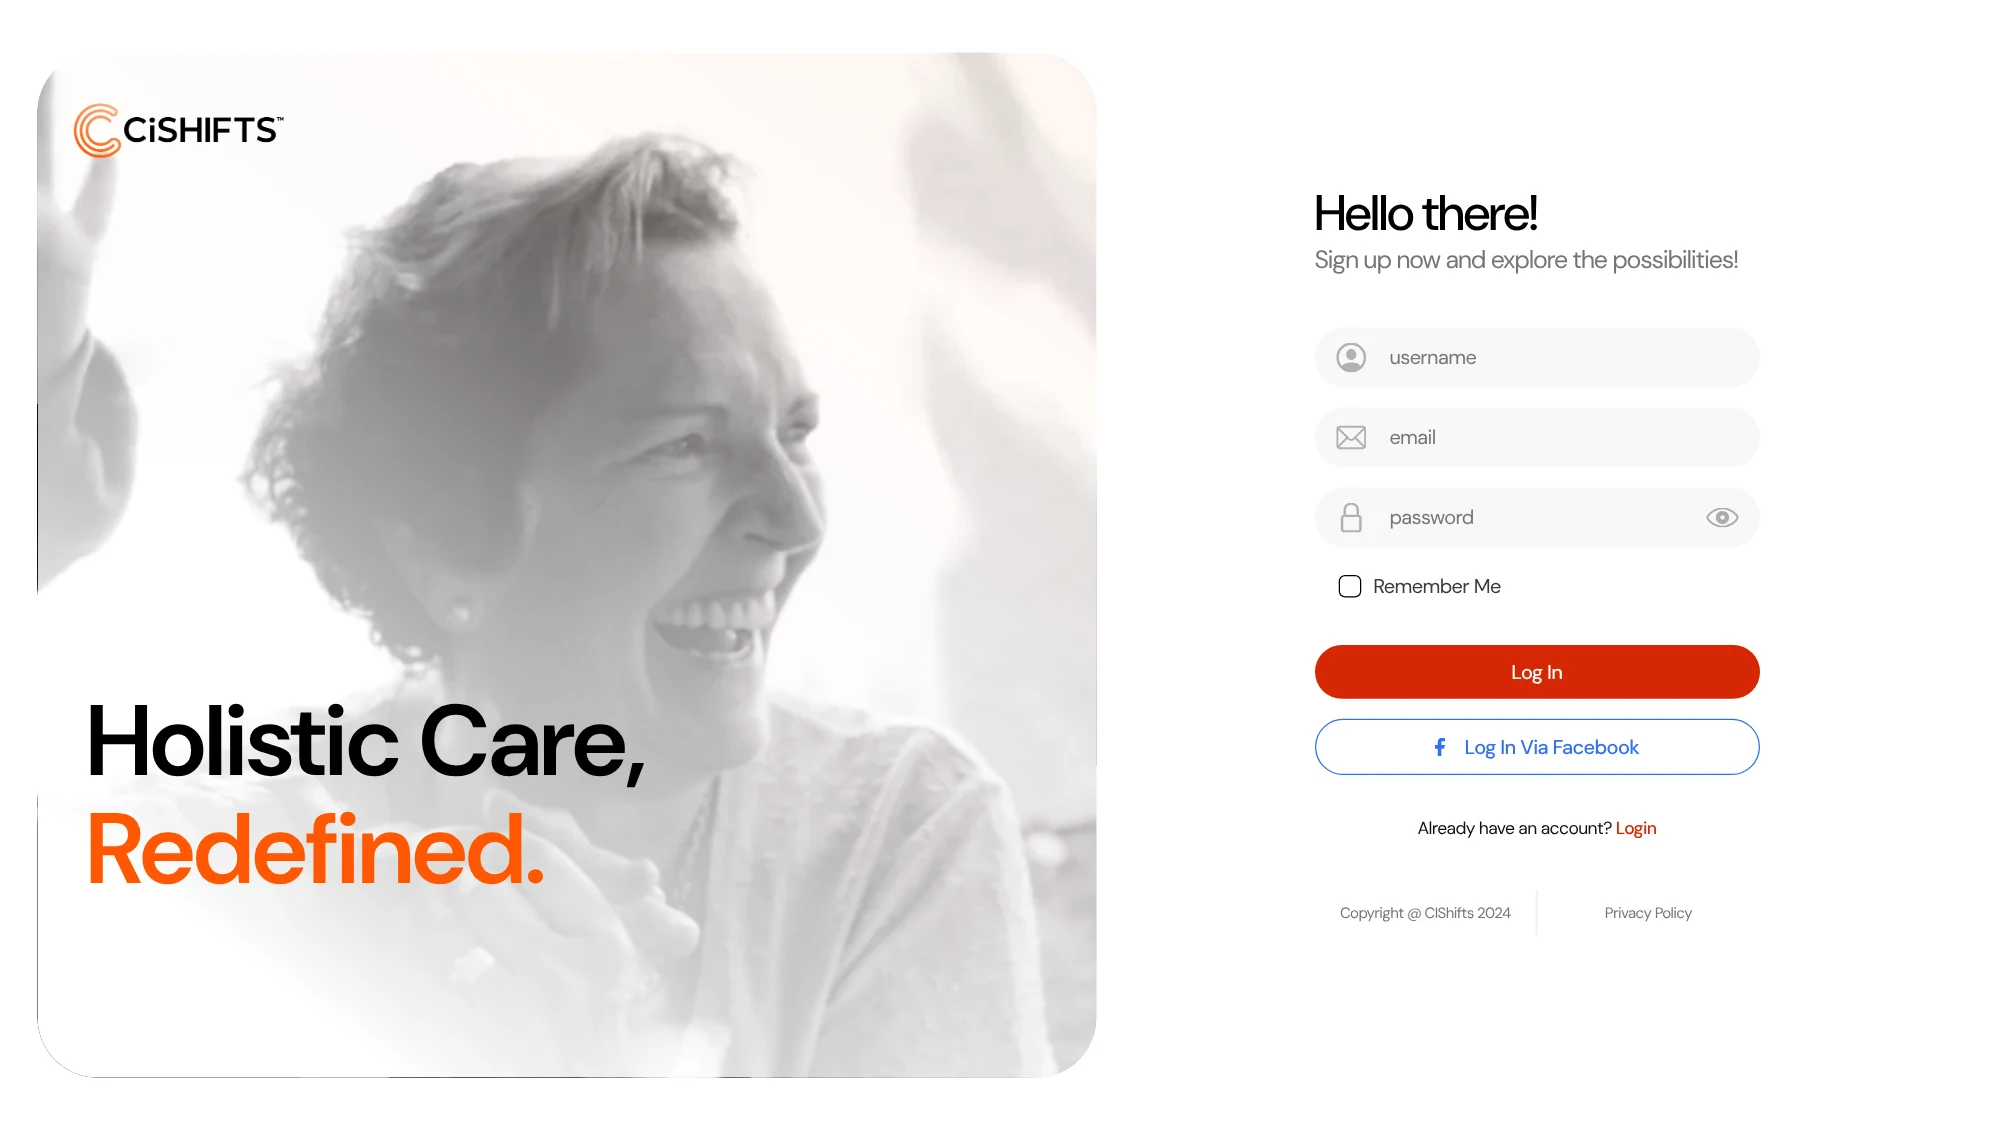 CiSHIFTS™
Holistic Care,
Redefined.
Hello there!
Sign up now and explore the possibilities!
username
email
password
Remember Me
Log In
Log In Via Facebook
Already have an account? Login
Copyright @ CIShifts 2024
Privacy Policy